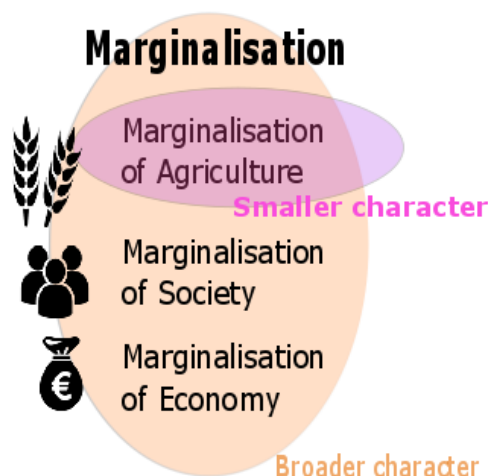 Marginalisation
Marginalisation
of Agriculture
Smaller character
Marginalisation
of Society
Marginalisation
of Economy
€
Broader character